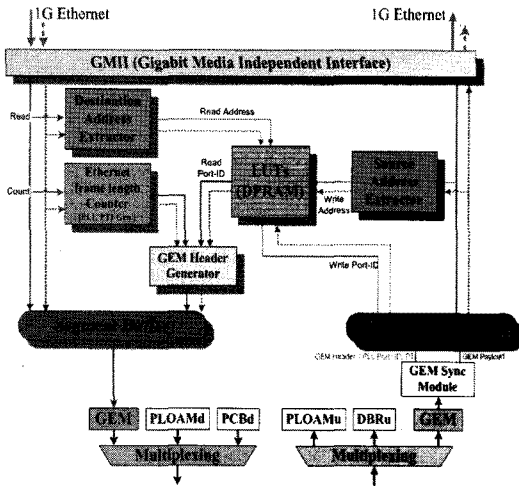 1G Ethernet
1G Ethernet
GMII (Gigabit Media Independent Interface)
Read
Destination
Address
Extractor
Read Address
Count
Ethernet
frame length
Counter
Read
Port-ID
LUTs
(DPRAM)
Write
Address
Source
Address
Extractor
GEM Header
Generator
Write Port-ID
GEM Header
GEM Payload
GEM Sync
Module
GEM
PLOAMd
PCBd
PLOAMu
DBRu
GEM
Multiplexing
Multiplexing